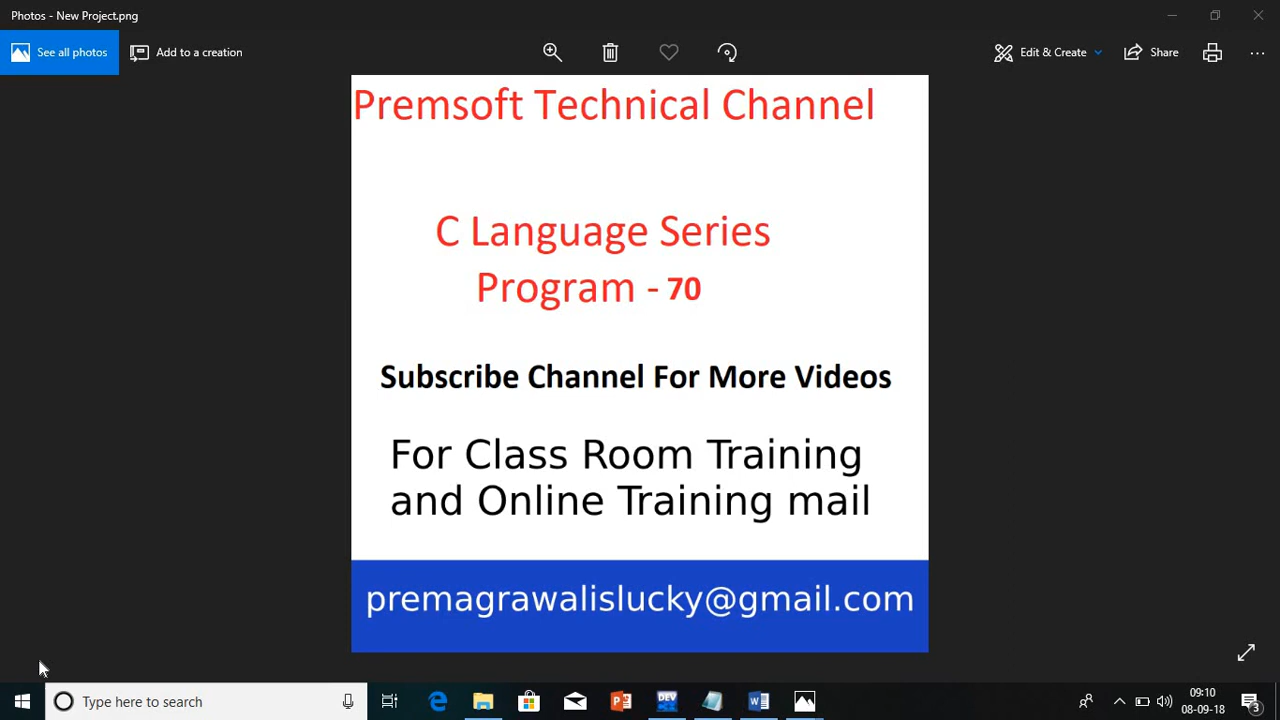 Photos - New Project.png
See all photos
Add to a creation
Edit & Create
Share
Premsoft Technical Channel
C Language Series
Program - 70
Subscribe Channel For More Videos
For Class Room Training
and Online Training mail
premagrawalislucky@gmail.com
Type here to search
DEV
09:10
08-09-18
3